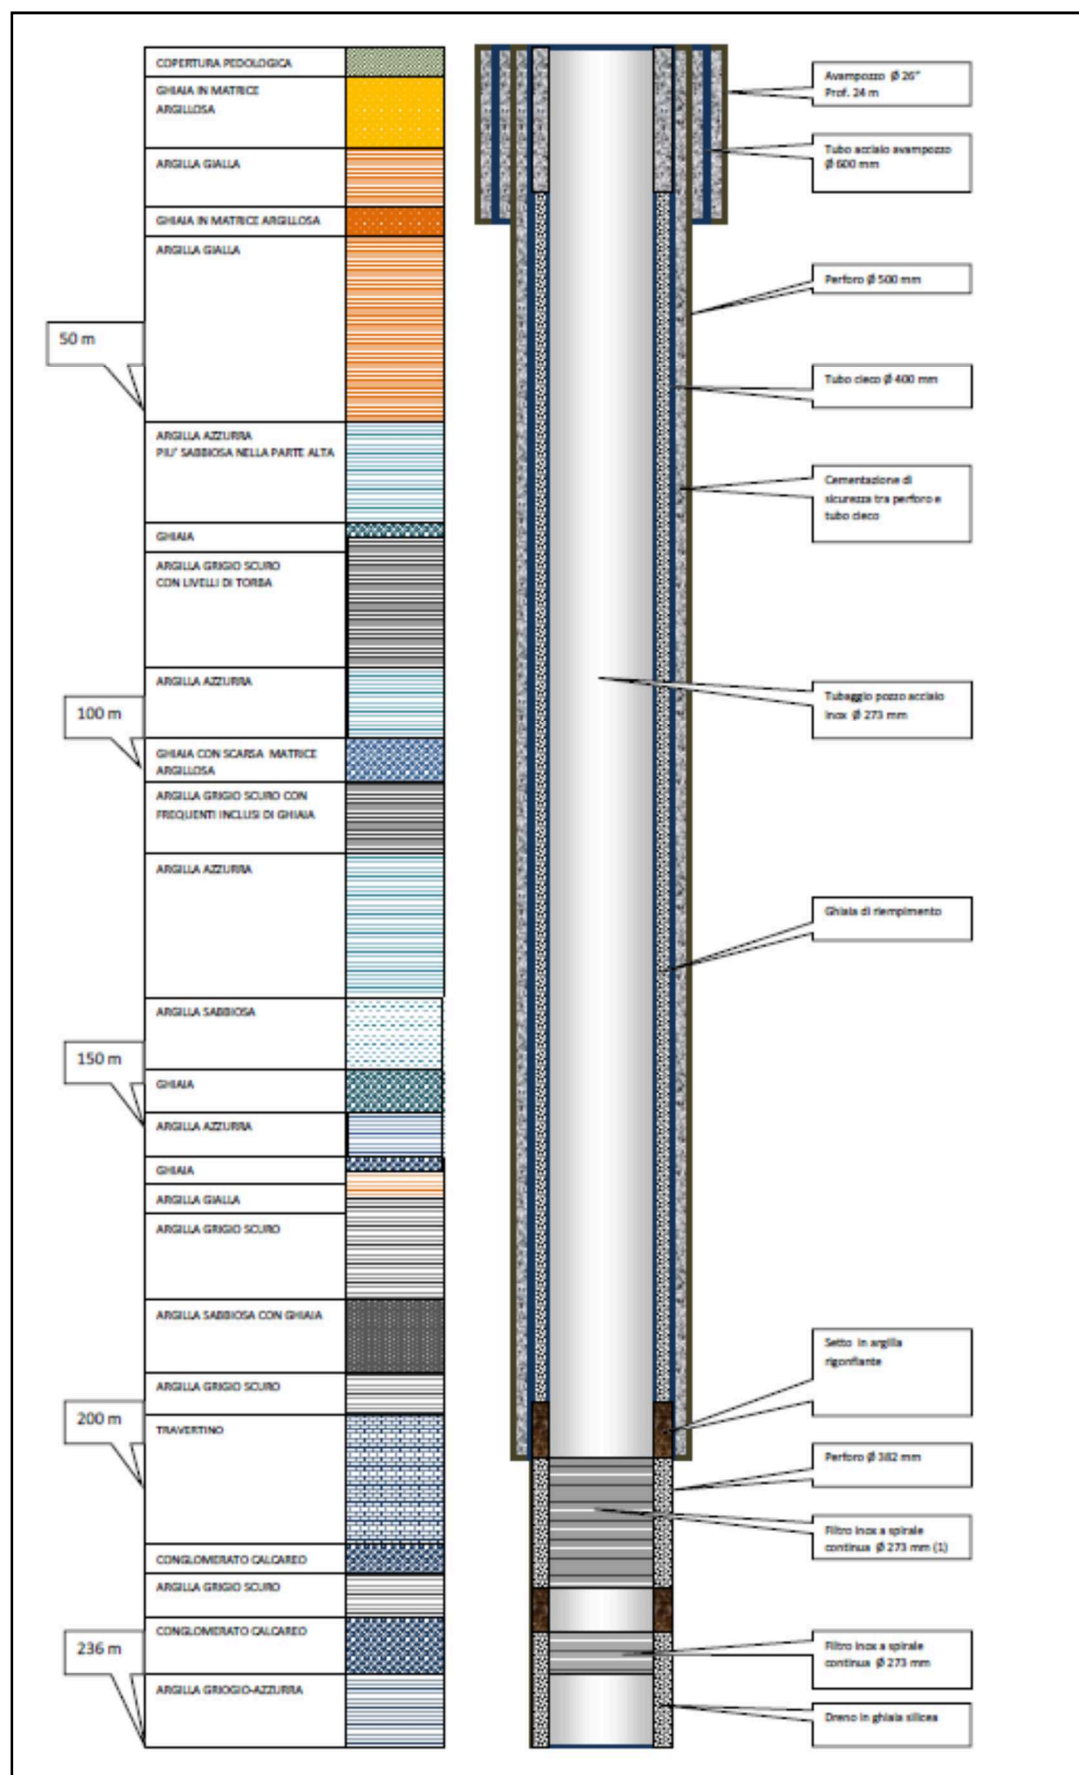 COPERTURA PEDOLOGICA
GHIAIA IN MATRICE
ARGILLOSA
ARGILLA GIALLA
GHIAIA IN MATRICE ARGILLOSA
ARGILLA GIALLA
50 m
ARGILLA AZZURRA
PIU' SABBIOSA NELLA PARTE ALTA
GHIAIA
ARGILLA GRIGIO SCURO
CON LIVELLI DI TORBA
ARGILLA AZZURRA
100 m
GHIAIA CON SCARSA MATRICE
ARGILLOSA
ARGILLA GRIGIO SCURO CON
FREQUENTI INCLUSI DI GHIAIA
ARGILLA AZZURRA
ARGILLA SABBIOSA
150 m
GHIAIA
ARGILLA AZZURRA
GHIAIA
ARGILLA GIALLA
ARGILLA GRIGIO SCURO
ARGILLA SABBIOSA CON GHIAIA
ARGILLA GRIGIO SCURO
200 m
TRAVERTINO
CONGLOMERATO CALCAREO
ARGILLA GRIGIO SCURO
CONGLOMERATO CALCAREO
236 m
ARGILLA GRIOGIO-AZZURRA
Avampozzo Ø 26"
Prof. 24 m
Tubo acciaio avampozzo
Ø 600 mm
Perforo Ø 500 mm
Tubo cieco Ø 400 mm
Cementazione di
sicurezza tra perforo e
tubo cieco
Tubaggio pozzo acciaio
inox Ø 273 mm
Ghiaia di riempimento
Setto in argilla
rigonfiante
Perforo Ø 382 mm
Filtro inox a spirale
continua Ø 273 mm (1)
Filtro inox a spirale
continua Ø 273 mm
Dreno in ghiaia silicea